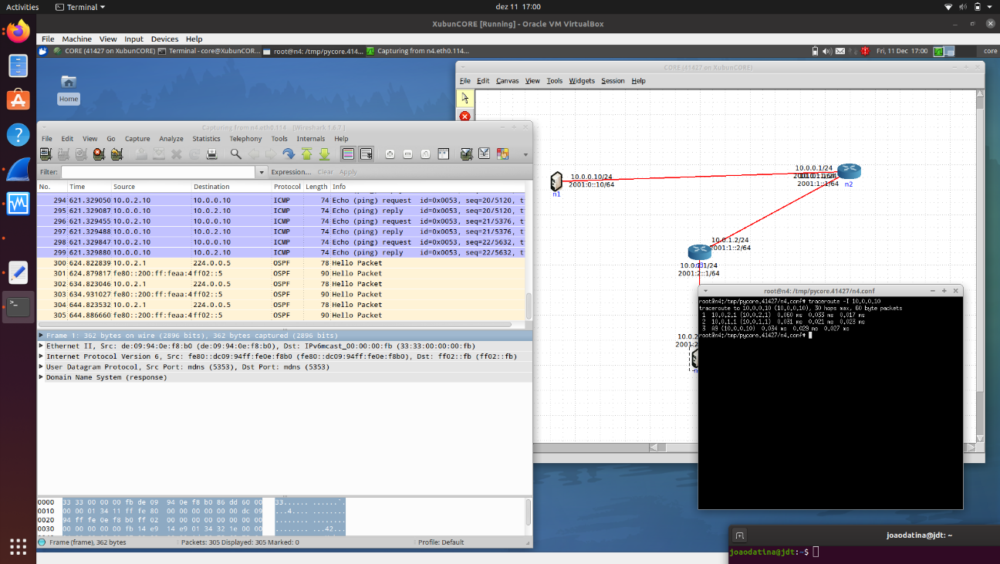 Activities
Terminal
dez 11 17:00
XubunCORE [Running] - Oracle VM VirtualBox
File Machine View Input Devices Help
CORE (41427 on XubunCORE)
Terminal - core@XubunCOR...
root@n4: /tmp/pycore.414...
Capturing from n4.eth0.114...
Fri, 11 Dec 17:00
core
Home
CORE (41427 on XubunCORE)
File Edit Canvas View Tools Widgets Session Help
Capturing from n4.eth0.114 [Wireshark 1.6.7 ]
File Edit View Go Capture Analyze Statistics Telephony Tools Internals Help
Filter:
Expression... Clear Apply
No. Time Source Destination Protocol Length Info
294 621.329050 10.0.2.10 10.0.0.10 ICMP 74 Echo (ping) request id=0x0053, seq=20/5120, t
295 621.329087 10.0.0.10 10.0.2.10 ICMP 74 Echo (ping) reply id=0x0053, seq=20/5120, t
296 621.329455 10.0.2.10 10.0.0.10 ICMP 74 Echo (ping) request id=0x0053, seq=21/5376, t
297 621.329488 10.0.0.10 10.0.2.10 ICMP 74 Echo (ping) reply id=0x0053, seq=21/5376, t
298 621.329847 10.0.2.10 10.0.0.10 ICMP 74 Echo (ping) request id=0x0053, seq=22/5632, t
299 621.329880 10.0.0.10 10.0.2.10 ICMP 74 Echo (ping) reply id=0x0053, seq=22/5632, t
300 624.822839 10.0.2.1 224.0.0.5 OSPF 78 Hello Packet
301 624.879817 fe80::200:ff:feaa:4 ff02::5 OSPF 90 Hello Packet
302 634.823046 10.0.2.1 224.0.0.5 OSPF 78 Hello Packet
303 634.931027 fe80::200:ff:feaa:4 ff02::5 OSPF 90 Hello Packet
304 644.823532 10.0.2.1 224.0.0.5 OSPF 78 Hello Packet
305 644.886660 fe80::200:ff:feaa:4 ff02::5 OSPF 90 Hello Packet
Frame 1: 362 bytes on wire (2896 bits), 362 bytes captured (2896 bits)
Ethernet II, Src: de:09:94:0e:f8:b0 (de:09:94:0e:f8:b0), Dst: IPv6mcast_00:00:00:fb (33:33:00:00:00:fb)
Internet Protocol Version 6, Src: fe80::dc09:94ff:fe0e:f8b0 (fe80::dc09:94ff:fe0e:f8b0), Dst: ff02::fb (ff02::fb)
User Datagram Protocol, Src Port: mdns (5353), Dst Port: mdns (5353)
Domain Name System (response)
0000 33 33 00 00 00 fb de 09 94 0e f8 b0 86 dd 60 00 33...... ......`.
0010 00 00 01 34 11 ff fe 80 00 00 00 00 00 00 dc 09 ...4.... ........
0020 94 ff fe 0e f8 b0 ff 02 00 00 00 00 00 00 00 00 ........ ........
0030 00 00 00 00 00 fb 14 e9 14 e9 01 34 32 1e 00 00 ........ ...42...
Frame (frame), 362 bytes
Packets: 305 Displayed: 305 Marked: 0
Profile: Default
10.0.0.10/24
2001:0::10/64
n1
10.0.0.1/24
2001:1::1/64
n2
10.0.1.2/24
2001:1::2/64
2001:2::1/64
root@n4: /tmp/pycore.41427/n4.conf
root@n4:/tmp/pycore.41427/n4.conf# traceroute -I 10.0.0.10
traceroute to 10.0.0.10 (10.0.0.10), 30 hops max, 60 byte packets
1 10.0.2.1 (10.0.2.1) 0.060 ms 0.033 ms 0.017 ms
2 10.0.1.1 (10.0.1.1) 0.031 ms 0.021 ms 0.023 ms
3 A9 (10.0.0.10) 0.034 ms 0.029 ms 0.027 ms
root@n4:/tmp/pycore.41427/n4.conf#
joaodatina@jdt: ~
joaodatina@jdt:~$